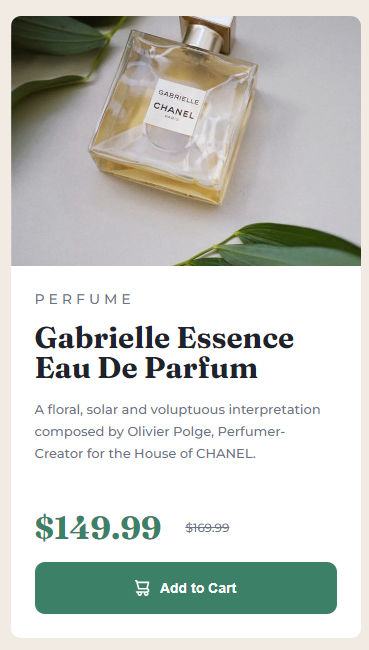 GABRIELLE
CHANEL
PARIS
PERFUME
Gabrielle Essence
Eau De Parfum
A floral, solar and voluptuous interpretation
composed by Olivier Polge, Perfumer-
Creator for the House of CHANEL.
$149.99 $169.99
Add to Cart